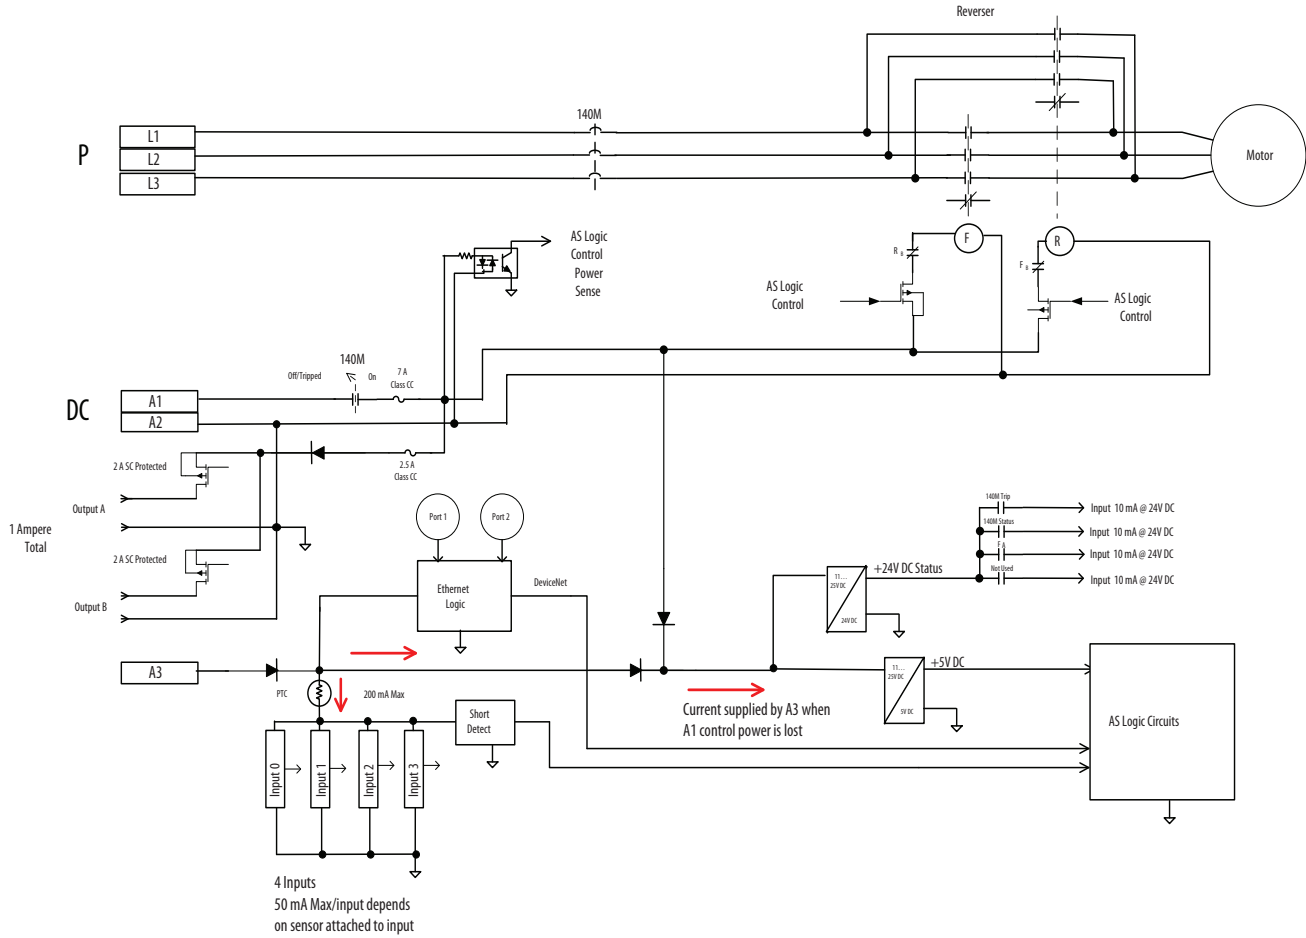 Reverser
140M
P
L1
L2
L3
Motor
AS Logic
Control
Power
Sense
R B
F
F B
R
AS Logic
Control
AS Logic
Control
140M
Off/Tripped
On
7 A
Class CC
DC
A1
A2
2 A SC Protected
2.5 A
Class CC
Output A
1 Ampere
Total
2 A SC Protected
Output B
Port 1
Port 2
Ethernet
Logic
DeviceNet
140M Trip
Input 10 mA @ 24V DC
140M Status
Input 10 mA @ 24V DC
F A
Input 10 mA @ 24V DC
Not Used
Input 10 mA @ 24V DC
+24V DC Status
11...
25V DC
24V DC
A3
PTC
200 mA Max
+5V DC
11...
25V DC
5V DC
Current supplied by A3 when
A1 control power is lost
Short
Detect
AS Logic Circuits
Input 0
Input 1
Input 2
Input 3
4 Inputs
50 mA Max/input depends
on sensor attached to input